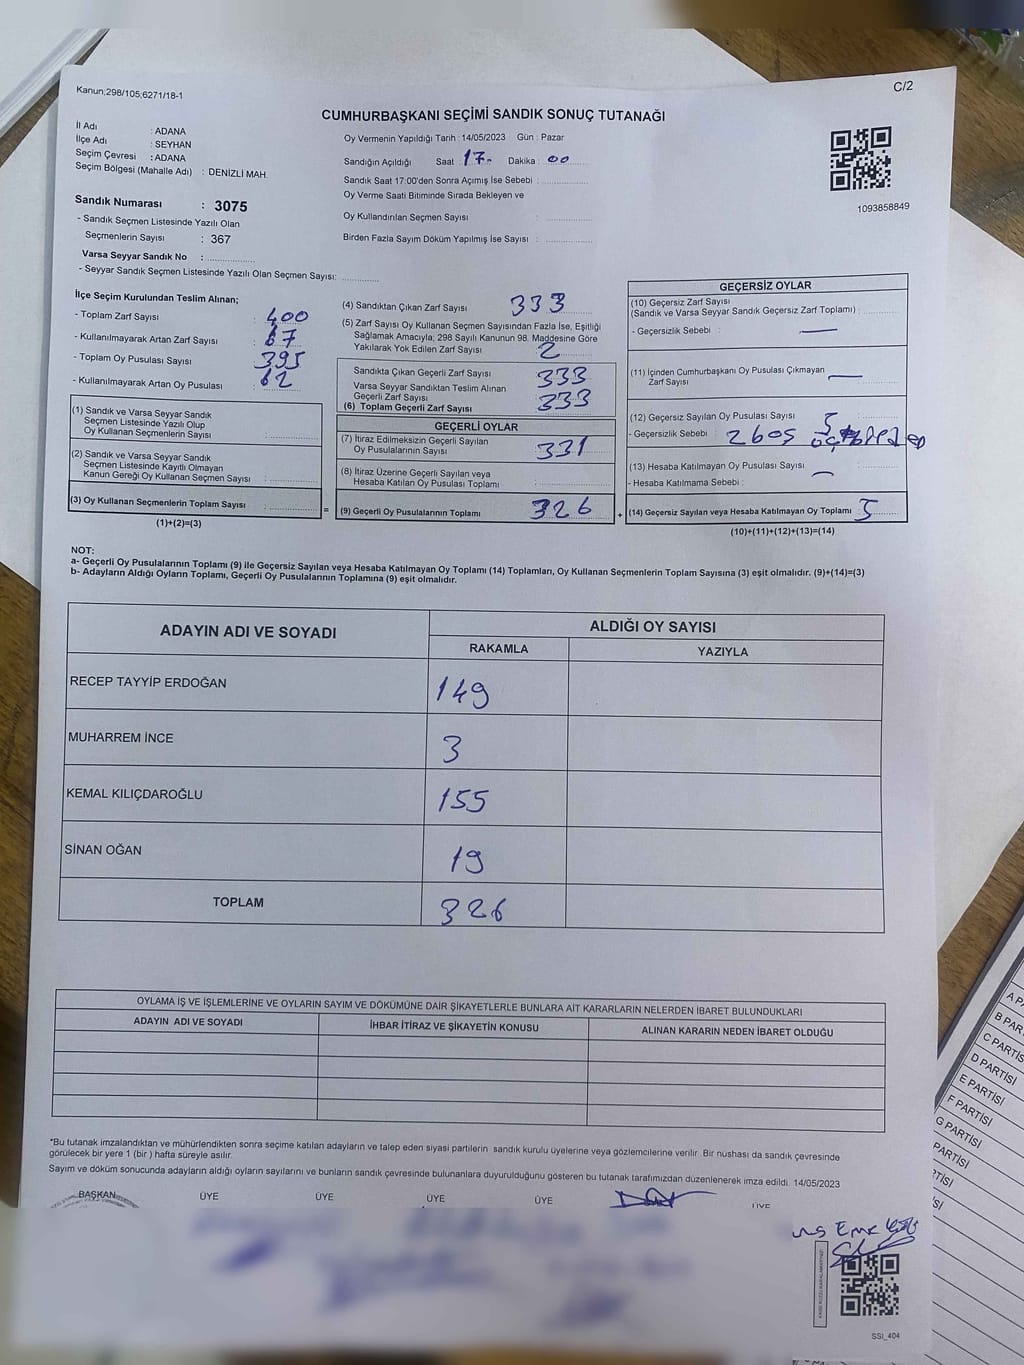 Kanun;298/105;6271/18-1
C/2
CUMHURBAŞKANI SEÇİMİ SANDIK SONUÇ TUTANAĞI
İl Adı : ADANA
İlçe Adı : SEYHAN
Seçim Çevresi : ADANA
Seçim Bölgesi (Mahalle Adı) : DENİZLİ MAH.
Sandık Numarası : 3075
- Sandık Seçmen Listesinde Yazılı Olan
Seçmenlerin Sayısı : 367
Varsa Seyyar Sandık No :
- Seyyar Sandık Seçmen Listesinde Yazılı Olan Seçmen Sayısı:
Oy Vermenin Yapıldığı Tarih : 14/05/2023 Gün : Pazar
Sandığın Açıldığı Saat : 17- Dakika : 00
Sandık Saat 17:00'den Sonra Açımış İse Sebebi :
Oy Verme Saati Bitiminde Sırada Bekleyen ve
Oy Kullandırılan Seçmen Sayısı :
Birden Fazla Sayım Döküm Yapılmış İse Sayısı :
1093858849
İlçe Seçim Kurulundan Teslim Alınan;
- Toplam Zarf Sayısı : 400
- Kullanılmayarak Artan Zarf Sayısı : 67
- Toplam Oy Pusulası Sayısı : 395
- Kullanılmayarak Artan Oy Pusulası : 62
(1) Sandık ve Varsa Seyyar Sandık
Seçmen Listesinde Yazılı Olup
Oy Kullanan Seçmenlerin Sayısı :
(2) Sandık ve Varsa Seyyar Sandık
Seçmen Listesinde Kayıtlı Olmayan
Kanun Gereği Oy Kullanan Seçmen Sayısı :
(3) Oy Kullanan Seçmenlerin Toplam Sayısı : =
(1)+(2)=(3)
(4) Sandıktan Çıkan Zarf Sayısı 333
(5) Zarf Sayısı Oy Kullanan Seçmen Sayısından Fazla İse, Eşitliği
Sağlamak Amacıyla; 298 Sayılı Kanunun 98. Maddesine Göre
Yakılarak Yok Edilen Zarf Sayısı : 2
Sandıkta Çıkan Geçerli Zarf Sayısı : 333
Varsa Seyyar Sandıktan Teslim Alınan
Geçerli Zarf Sayısı :
(6) Toplam Geçerli Zarf Sayısı 333
GEÇERLİ OYLAR
(7) İtiraz Edilmeksizin Geçerli Sayılan
Oy Pusulalarının Sayısı : 331
(8) İtiraz Üzerine Geçerli Sayılan veya
Hesaba Katılan Oy Pusulası Toplamı :
(9) Geçerli Oy Pusulalarının Toplamı 326 +
GEÇERSİZ OYLAR
(10) Geçersiz Zarf Sayısı
(Sandık ve Varsa Seyyar Sandık Geçersiz Zarf Toplamı) :
- Geçersizlik Sebebi :
(11) İçinden Cumhurbaşkanı Oy Pusulası Çıkmayan
Zarf Sayısı :
(12) Geçersiz Sayılan Oy Pusulası Sayısı : 5
- Geçersizlik Sebebi :
(13) Hesaba Katılmayan Oy Pusulası Sayısı :
- Hesaba Katılmama Sebebi :
(14) Geçersiz Sayılan veya Hesaba Katılmayan Oy Toplamı : 5
(10)+(11)+(12)+(13)=(14)
NOT:
a- Geçerli Oy Pusulalarının Toplamı (9) ile Geçersiz Sayılan veya Hesaba Katılmayan Oy Toplamı (14) Toplamları, Oy Kullanan Seçmenlerin Toplam Sayısına (3) eşit olmalıdır. (9)+(14)=(3)
b- Adayların Aldığı Oyların Toplamı, Geçerli Oy Pusulalarının Toplamına (9) eşit olmalıdır.
ADAYIN ADI VE SOYADI
ALDIĞI OY SAYISI
RAKAMLA YAZIYLA
RECEP TAYYİP ERDOĞAN 149
MUHARREM İNCE 3
KEMAL KILIÇDAROĞLU 155
SİNAN OĞAN 19
TOPLAM 326
OYLAMA İŞ VE İŞLEMLERİNE VE OYLARIN SAYIM VE DÖKÜMÜNE DAİR ŞİKAYETLERLE BUNLARA AİT KARARLARIN NELERDEN İBARET BULUNDUKLARI
ADAYIN ADI VE SOYADI İHBAR İTİRAZ VE ŞİKAYETİN KONUSU ALINAN KARARIN NEDEN İBARET OLDUĞU
*Bu tutanak imzalandıktan ve mühürlendikten sonra seçime katılan adayların ve talep eden siyasi partilerin sandık kurulu üyelerine veya gözlemcilerine verilir. Bir nüshası da sandık çevresinde
görülecek bir yere 1 (bir) hafta süreyle asılır.
Sayım ve döküm sonucunda adayların aldığı oyların sayılarını ve bunların sandık çevresinde bulunanlara duyurulduğunu gösteren bu tutanak tarafımızdan düzenlenerek imza edildi. 14/05/2023
BAŞKAN ÜYE ÜYE ÜYE ÜYE ÜYE
SSI_404
A PA
B PAR
C PARTİS
D PARTİSİ
E PARTİSİ
F PARTİSİ
G PARTİSİ
PARTİSİ
TİSİ
Sİ